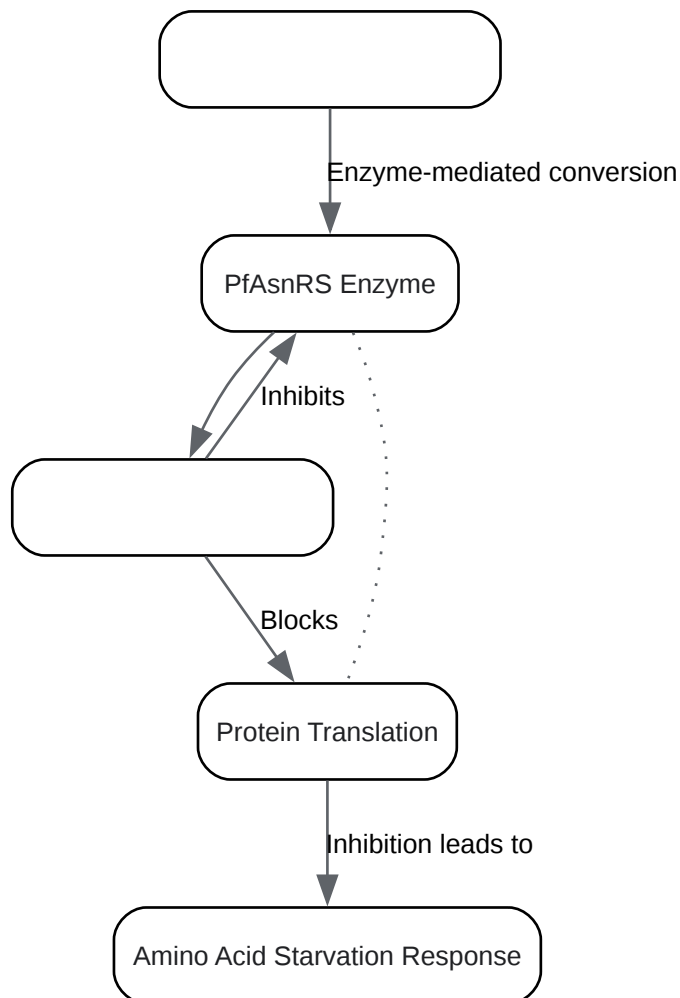 Enzyme-mediated conversion
PfAsnRS Enzyme
Inhibits
Blocks
Protein Translation
Inhibition leads to
Amino Acid Starvation Response